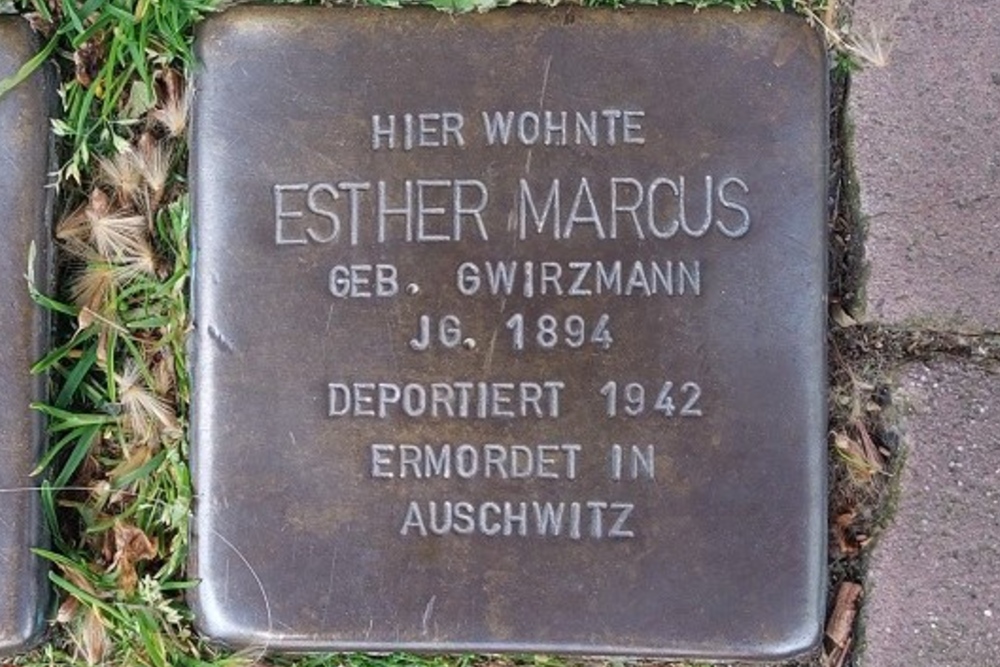 HIER WOHNTE
ESTHER MARCUS
GEB. GWIRZMANN
JG. 1894
DEPORTIERT 1942
ERMORDET IN
AUSCHWITZ